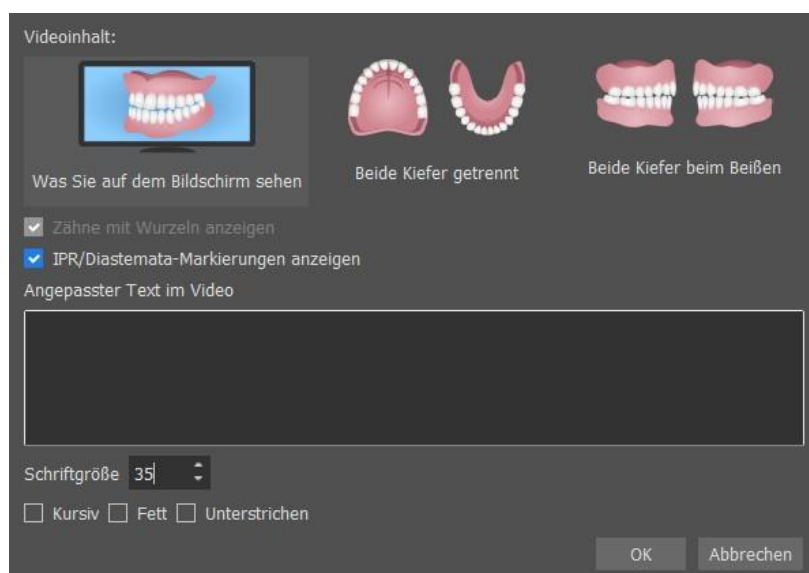 Videoinhalt:
Was Sie auf dem Bildschirm sehen
Beide Kiefer getrennt
Beide Kiefer beim Beißen
Zähne mit Wurzeln anzeigen
IPR/Diastemata-Markierungen anzeigen
Angepasster Text im Video
Schriftgröße 35
Kursiv Fett Unterstrichen
OK Abbrechen